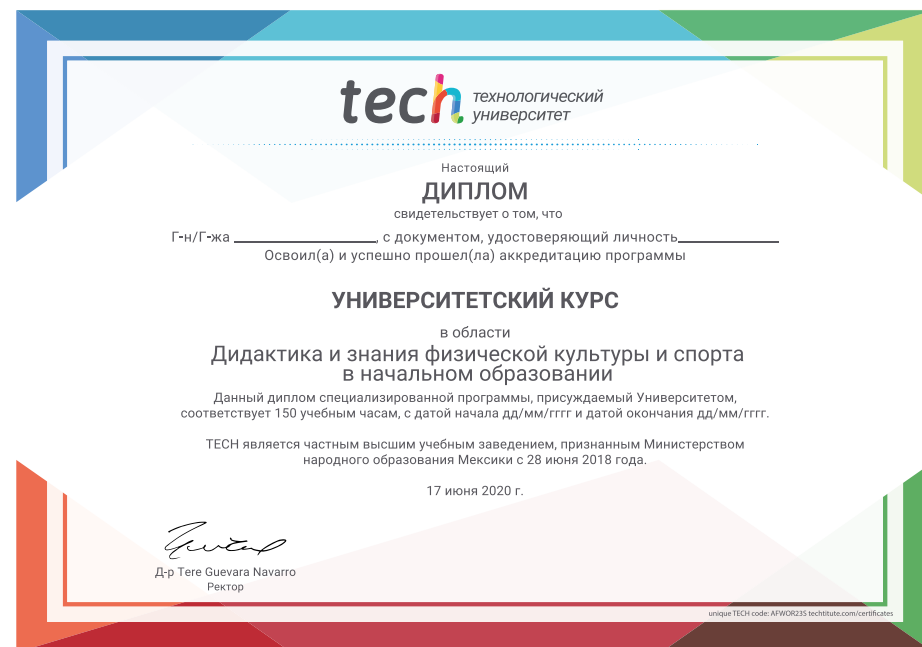 tech технологический
университет
Настоящий
ДИПЛОМ
свидетельствует о том, что
Г-н/Г-жа ____________, с документом, удостоверяющий личность____________
Освоил(а) и успешно прошел(ла) аккредитацию программы
УНИВЕРСИТЕТСКИЙ КУРС
в области
Дидактика и знания физической культуры и спорта
в начальном образовании
Данный диплом специализированной программы, присуждаемый Университетом,
соответствует 150 учебным часам, с датой начала дд/мм/гггг и датой окончания дд/мм/гггг.
TECH является частным высшим учебным заведением, признанным Министерством
народного образования Мексики с 28 июня 2018 года.
17 июня 2020 г.
Д-р Tere Guevara Navarro
Ректор
unique TECH code: AFWOR23S techtitute.com/certificates